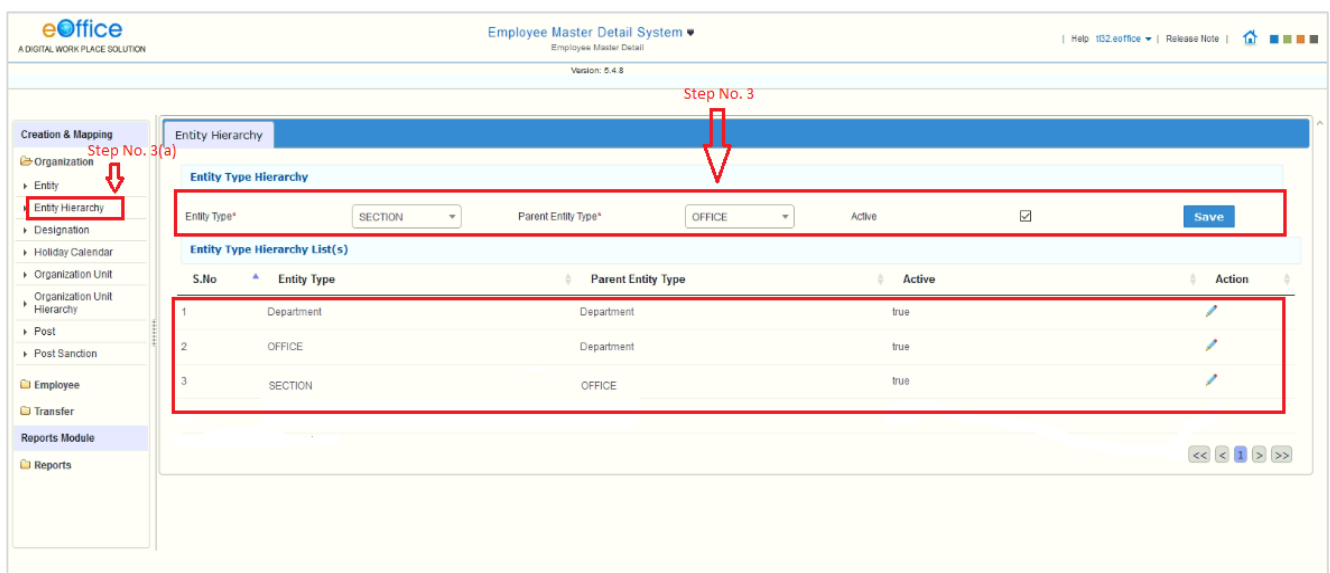 eOffice
A DIGITAL WORK PLACE SOLUTION
Employee Master Detail System
Employee Master Detail
| Help tl32.eoffice | Release Note |
Version: 5.4.8
Step No. 3
Creation & Mapping
Organization
Entity
Entity Hierarchy
Designation
Holiday Calendar
Organization Unit
Organization Unit
Hierarchy
Post
Post Sanction
Employee
Transfer
Reports Module
Reports
Step No. 3(a)
Entity Hierarchy
Entity Type Hierarchy
Entity Type* SECTION Parent Entity Type* OFFICE Active Save
Entity Type Hierarchy List(s)
S.No Entity Type Parent Entity Type Active Action
1 Department Department true
2 OFFICE Department true
3 SECTION OFFICE true
<< < 1 > >>